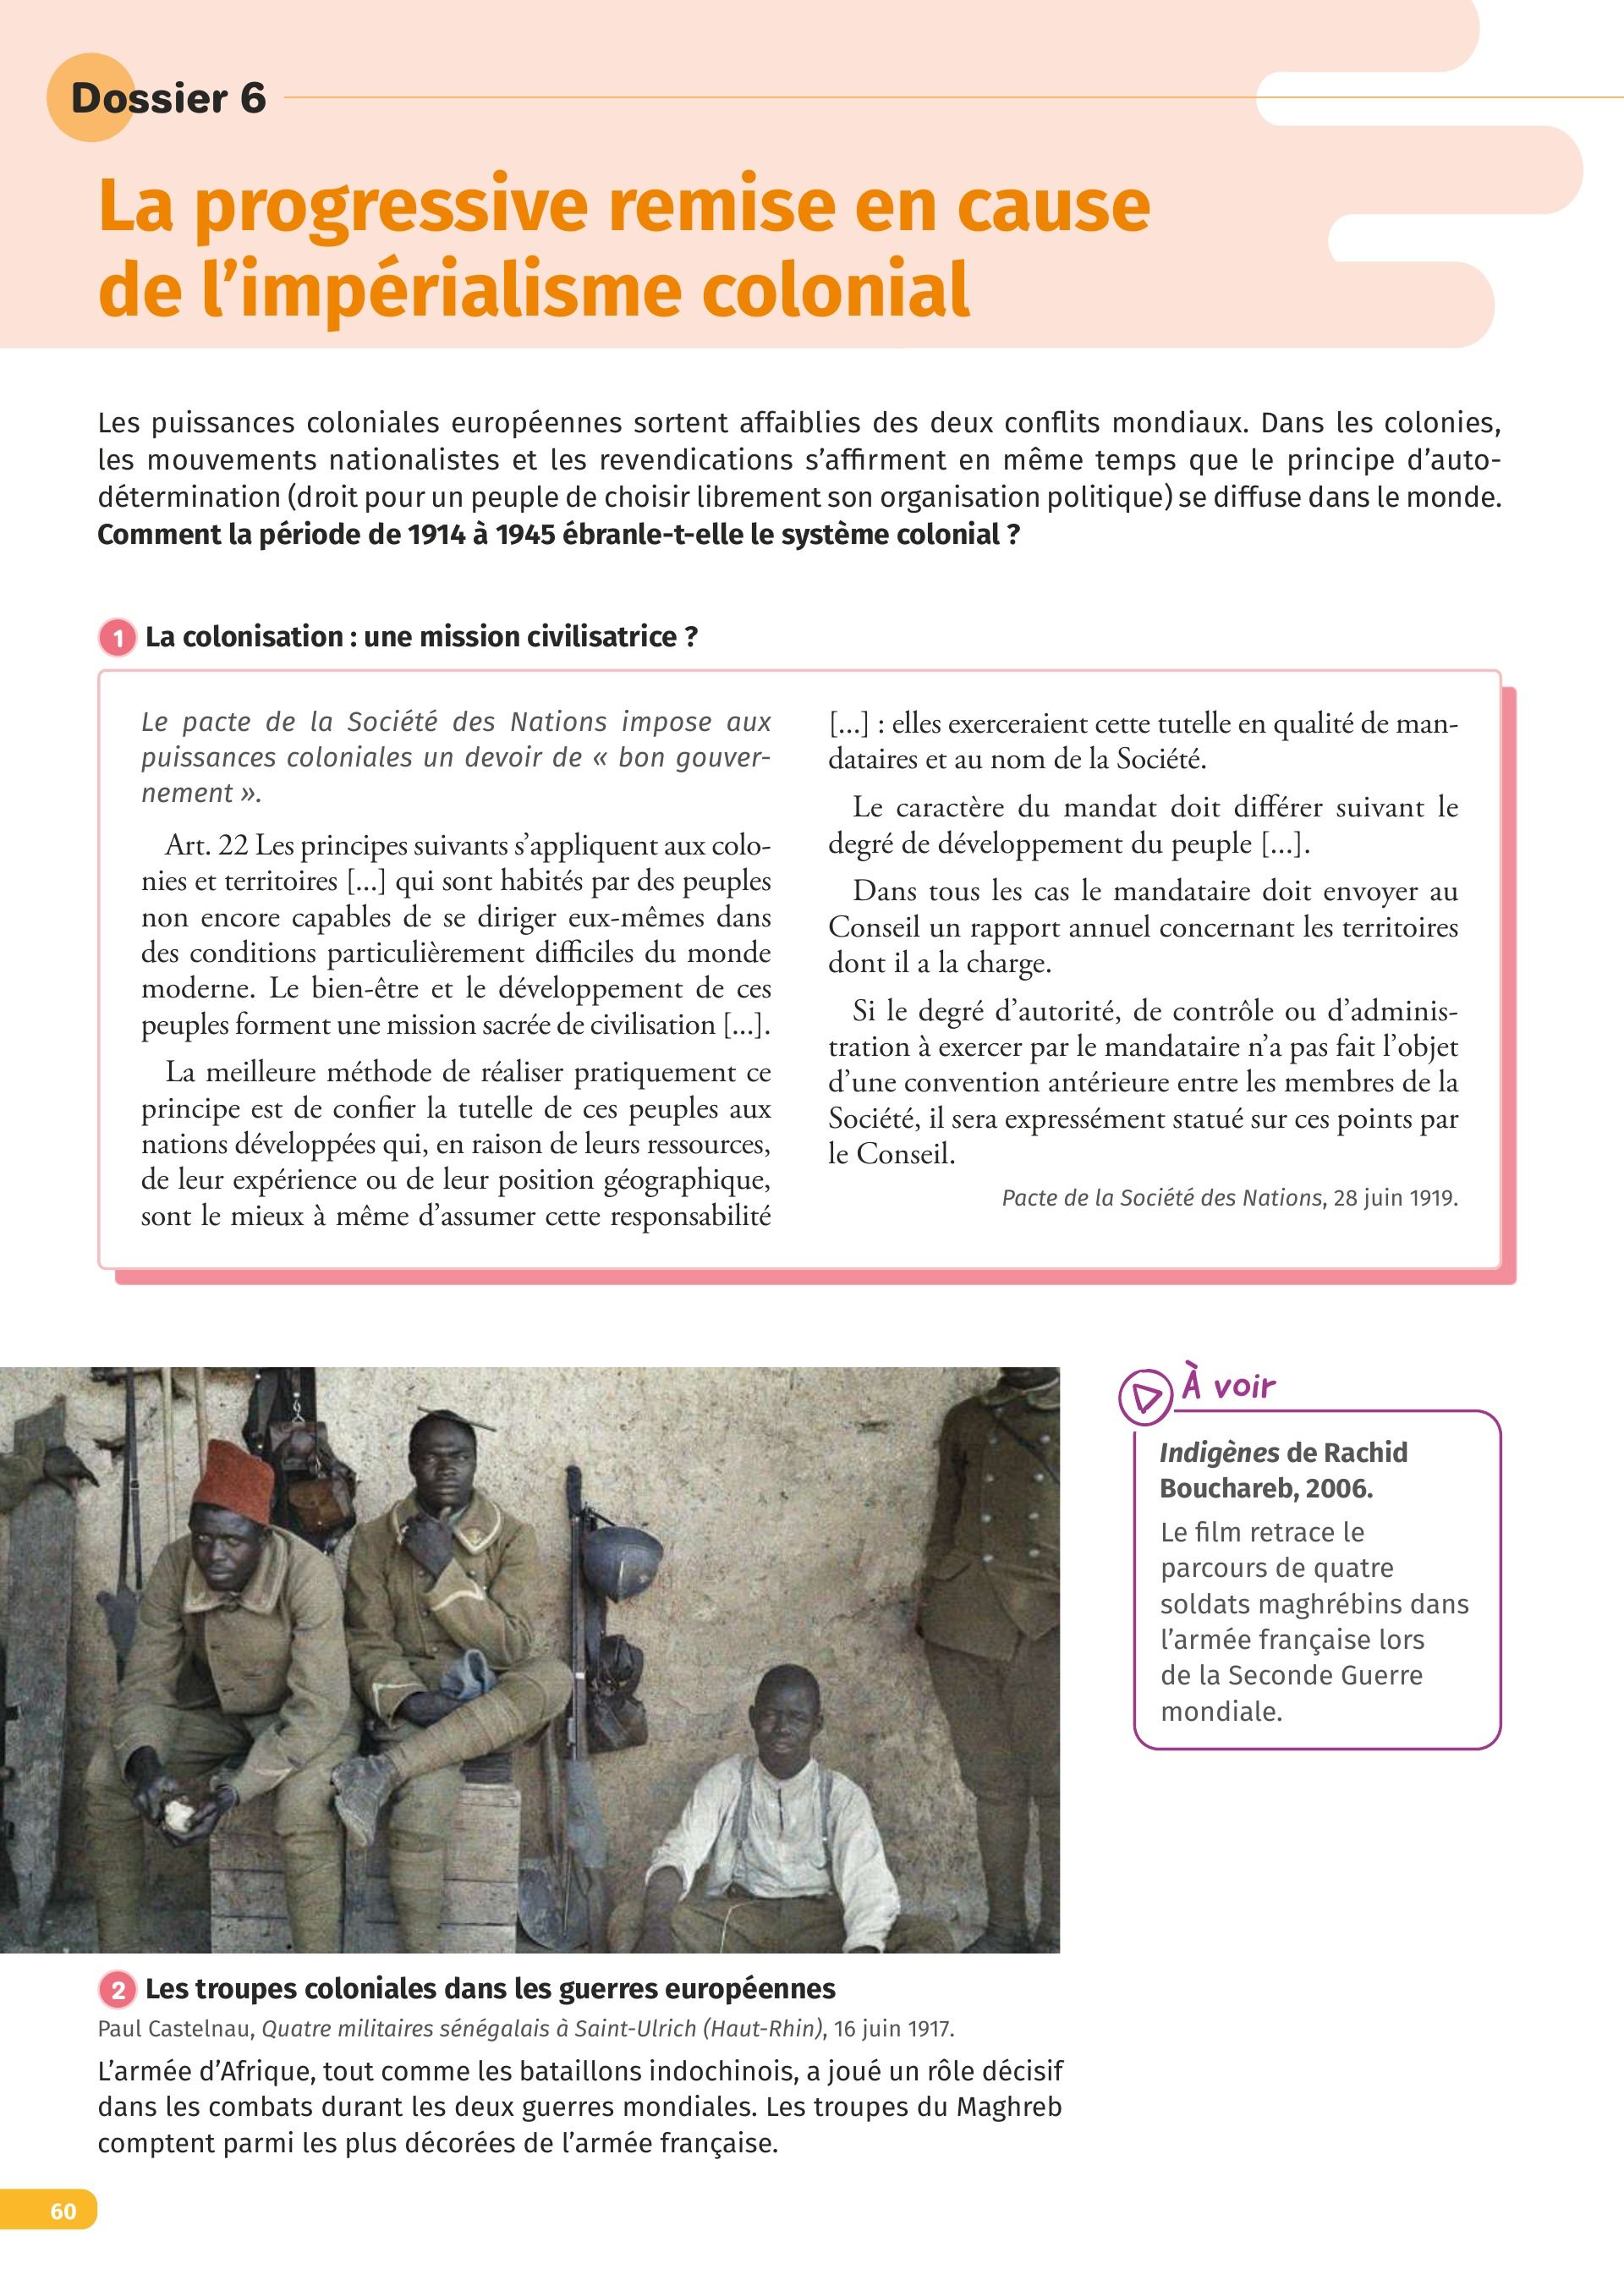 Dossier 6
La progressive remise en cause
de l’impérialisme colonial
Les puissances coloniales européennes sortent affaiblies des deux conflits mondiaux. Dans les colonies,
les mouvements nationalistes et les revendications s’affirment en même temps que le principe d’auto-
détermination (droit pour un peuple de choisir librement son organisation politique) se diffuse dans le monde.
Comment la période de 1914 à 1945 ébranle-t-elle le système colonial ?
1 La colonisation : une mission civilisatrice ?
Le pacte de la Société des Nations impose aux
puissances coloniales un devoir de « bon gouver-
nement ».
Art. 22 Les principes suivants s’appliquent aux colo-
nies et territoires [...] qui sont habités par des peuples
non encore capables de se diriger eux-mêmes dans
des conditions particulièrement difficiles du monde
moderne. Le bien-être et le développement de ces
peuples forment une mission sacrée de civilisation [...].
La meilleure méthode de réaliser pratiquement ce
principe est de confier la tutelle de ces peuples aux
nations développées qui, en raison de leurs ressources,
de leur expérience ou de leur position géographique,
sont le mieux à même d’assumer cette responsabilité
[...] : elles exerceraient cette tutelle en qualité de man-
dataires et au nom de la Société.
Le caractère du mandat doit différer suivant le
degré de développement du peuple [...].
Dans tous les cas le mandataire doit envoyer au
Conseil un rapport annuel concernant les territoires
dont il a la charge.
Si le degré d’autorité, de contrôle ou d’adminis-
tration à exercer par le mandataire n’a pas fait l’objet
d’une convention antérieure entre les membres de la
Société, il sera expressément statué sur ces points par
le Conseil.
Pacte de la Société des Nations, 28 juin 1919.
À voir
Indigènes de Rachid
Bouchareb, 2006.
Le film retrace le
parcours de quatre
soldats maghrébins dans
l’armée française lors
de la Seconde Guerre
mondiale.
2 Les troupes coloniales dans les guerres européennes
Paul Castelnau, Quatre militaires sénégalais à Saint-Ulrich (Haut-Rhin), 16 juin 1917.
L’armée d’Afrique, tout comme les bataillons indochinois, a joué un rôle décisif
dans les combats durant les deux guerres mondiales. Les troupes du Maghreb
comptent parmi les plus décorées de l’armée française.
60